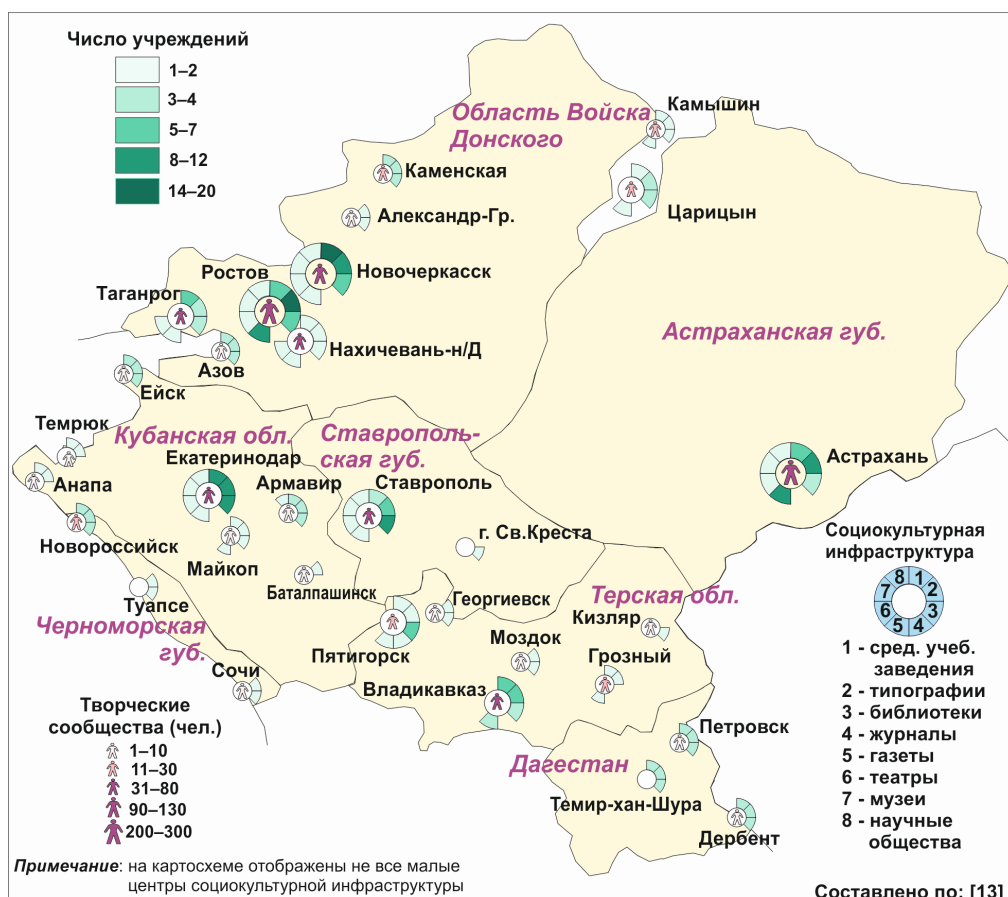 Число учреждений
1–2
3–4
5–7
8–12
14–20
Область Войска
Донского
Камышин
Каменская
Царицын
Александр-Гр.
Ростов
Новочеркасск
Таганрог
Нахичевань-н/Д
Азов
Ейск
Астраханская губ.
Темрюк
Кубанская обл.
Ставрополь-
ская губ.
Екатеринодар
Армавир
Ставрополь
Астрахань
Анапа
Новороссийск
Майкоп
г. Св.Креста
Баталпашинск
Туапсе
Георгиевск
Терская обл.
Кизляр
Черноморская
губ.
Пятигорск
Моздок
Грозный
Сочи
Владикавказ
Петровск
Дагестан
Темир-хан-Шура
Дербент
Социокультурная
инфраструктура
8 1
7 2
6 3
5 4
1 - сред. учеб.
заведения
2 - типографии
3 - библиотеки
4 - журналы
5 - газеты
6 - театры
7 - музеи
8 - научные
общества
Творческие
сообщества (чел.)
1–10
11–30
31–80
90–130
200–300
Примечание: на картосхеме отображены не все малые
центры социокультурной инфраструктуры
Составлено по: [13]